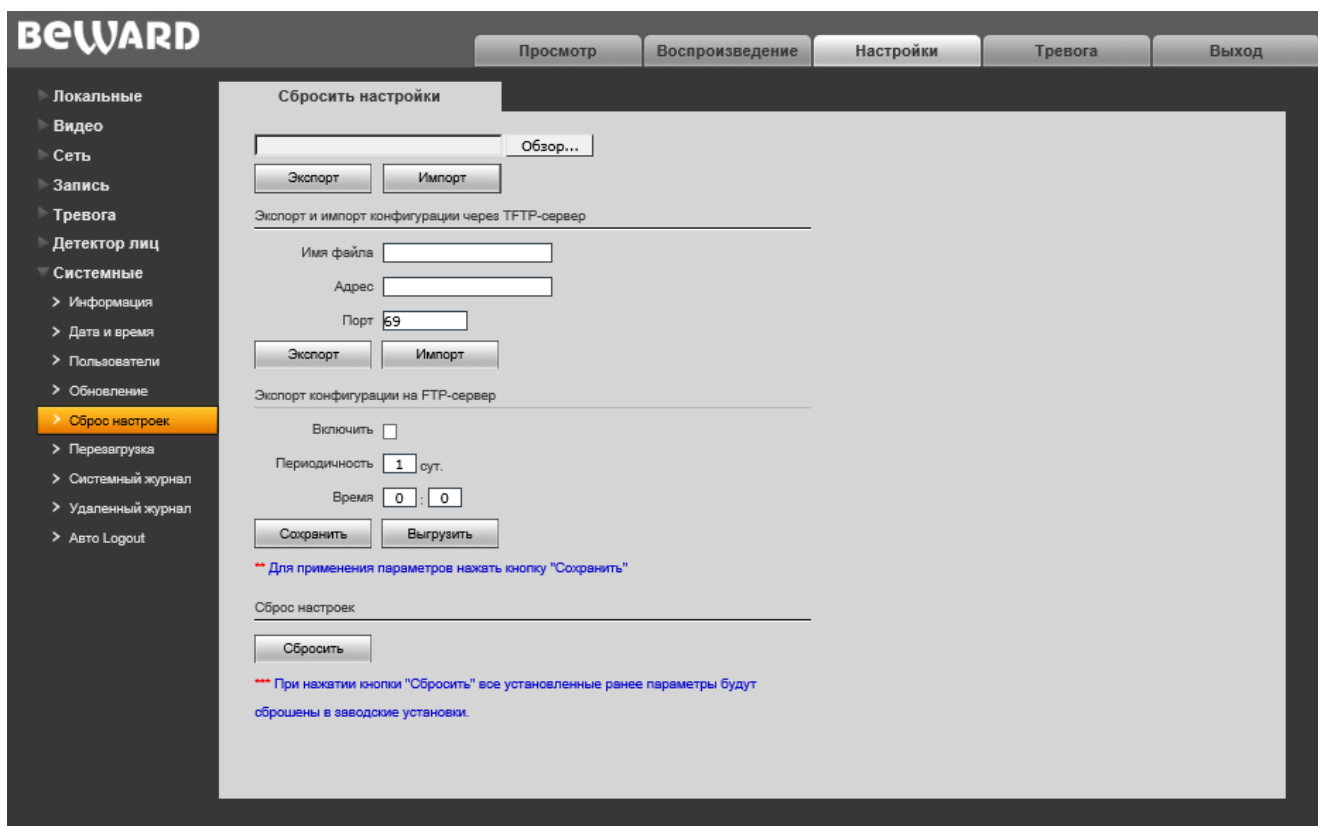 BEWARD
Просмотр Воспроизведение Настройки Тревога Выход
Локальные
Видео
Сеть
Запись
Тревога
Детектор лиц
Системные
> Информация
> Дата и время
> Пользователи
> Обновление
> Сброс настроек
> Перезагрузка
> Системный журнал
> Удаленный журнал
> Авто Logout
Сбросить настройки
Обзор...
Экспорт Импорт
Экспорт и импорт конфигурации через TFTP-сервер
Имя файла
Адрес
Порт 69
Экспорт Импорт
Экспорт конфигурации на FTP-сервер
Включить
Периодичность 1 сут.
Время 0 : 0
Сохранить Выгрузить
** Для применения параметров нажать кнопку "Сохранить"
Сброс настроек
Сбросить
*** При нажатии кнопки "Сбросить" все установленные ранее параметры будут
сброшены в заводские установки.